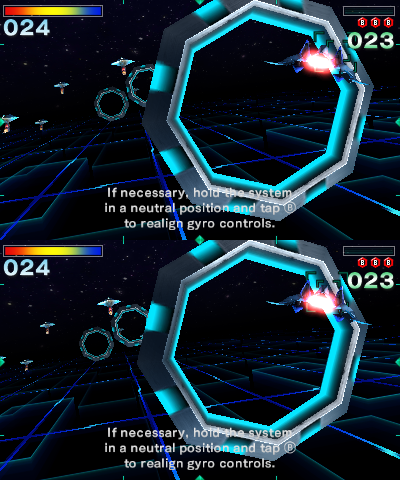 024
B B B
023
If necessary, hold the system
in a neutral position and tap Ⓑ
to realign gyro controls.
024
B B B
023
If necessary, hold the system
in a neutral position and tap Ⓑ
to realign gyro controls.